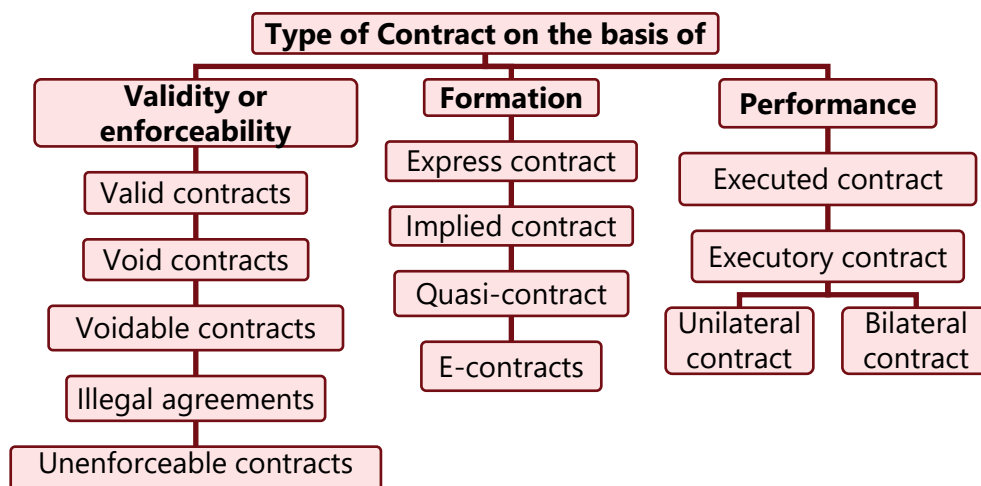 Type of Contract on the basis of
Validity or
enforceability
Valid contracts
Void contracts
Voidable contracts
Illegal agreements
Unenforceable contracts
Formation
Express contract
Implied contract
Quasi-contract
E-contracts
Performance
Executed contract
Executory contract
Unilateral
contract
Bilateral
contract